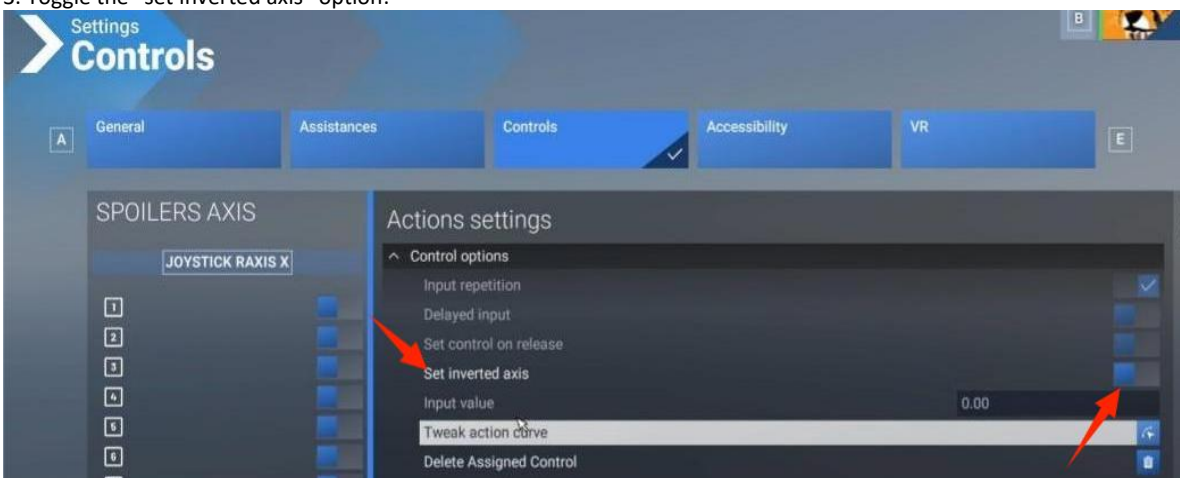 3. Toggle the "set inverted axis" option.
Settings
Controls
B
A
General
Assistances
Controls
Accessibility
VR
E
SPOILERS AXIS
JOYSTICK RAXIS X
1
2
3
4
5
6
Actions settings
Control options
Input repetition
Delayed input
Set control on release
Set inverted axis
Input value 0.00
Tweak action curve
Delete Assigned Control